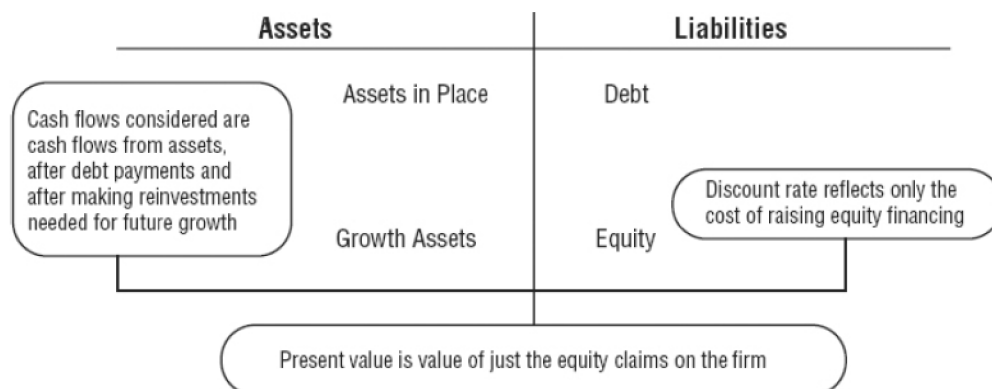 Assets
Liabilities
Assets in Place
Debt
Cash flows considered are
cash flows from assets,
after debt payments and
after making reinvestments
needed for future growth
Discount rate reflects only the
cost of raising equity financing
Growth Assets
Equity
Present value is value of just the equity claims on the firm